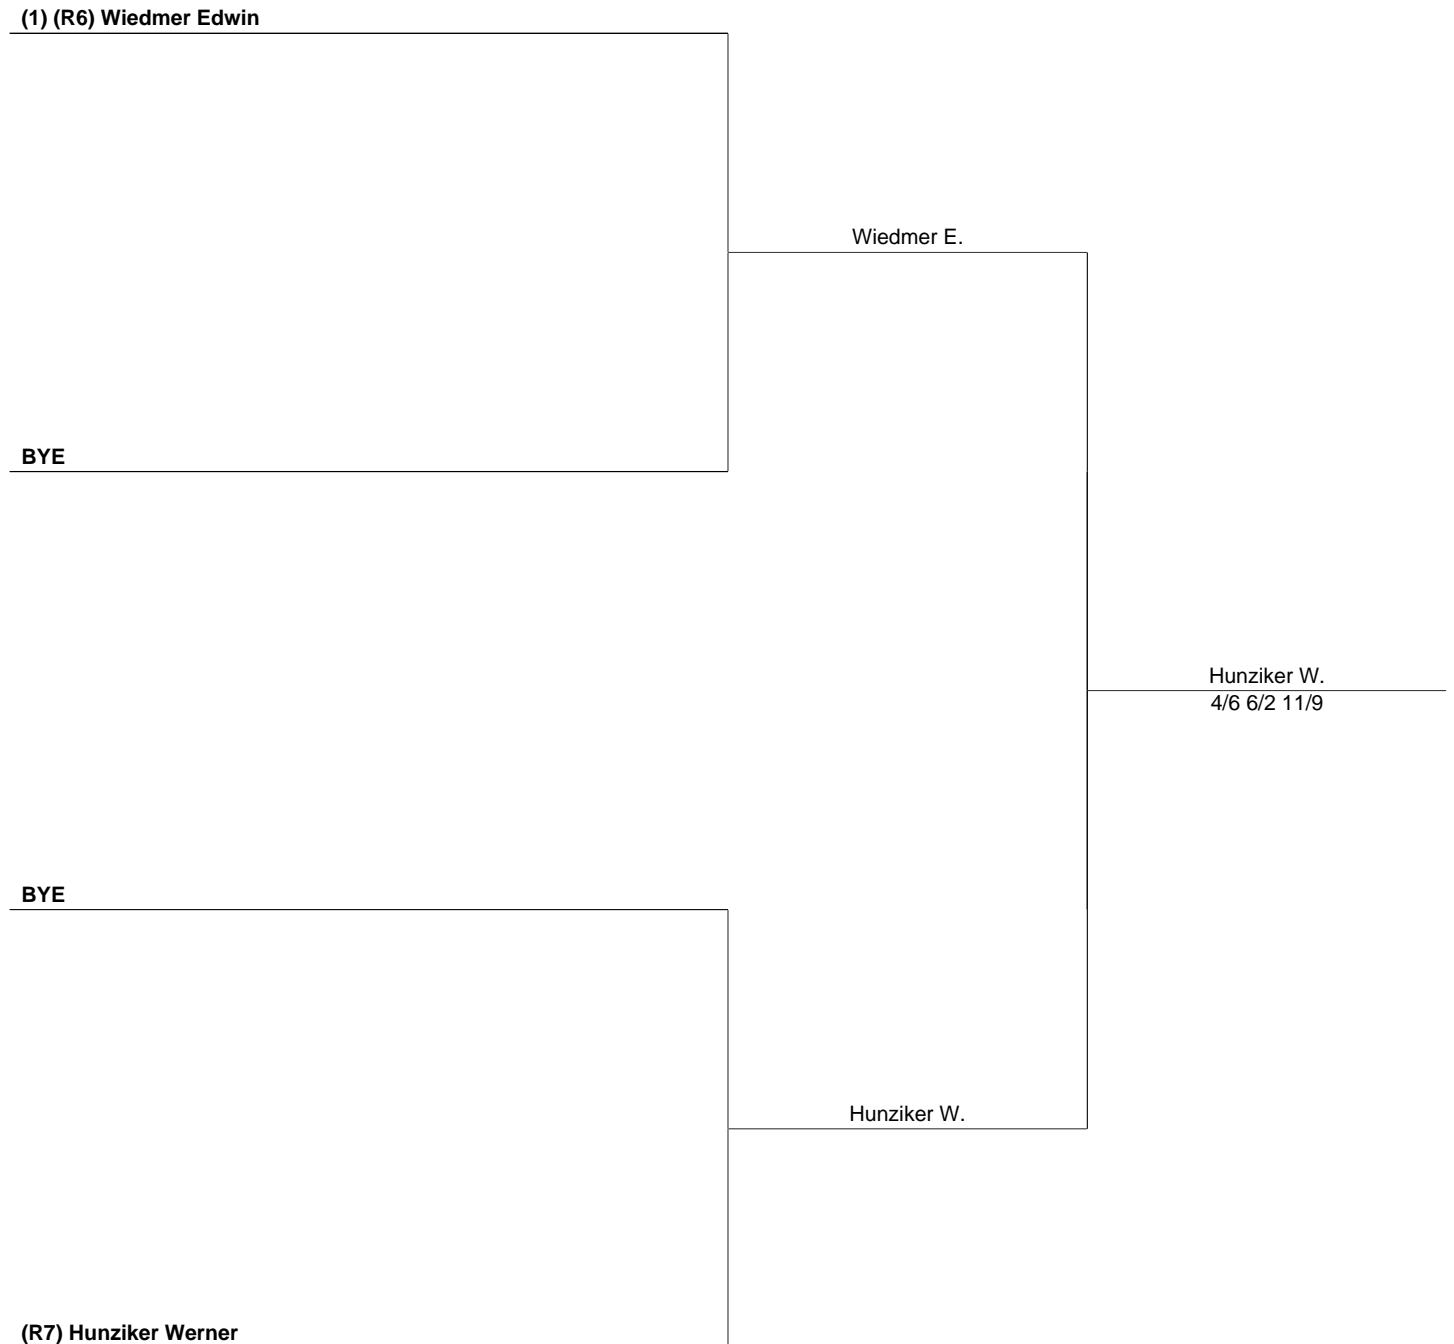 (1) (R6) Wiedmer Edwin
Wiedmer E.
BYE
Hunziker W.
4/6 6/2 11/9
BYE
Hunziker W.
(R7) Hunziker Werner